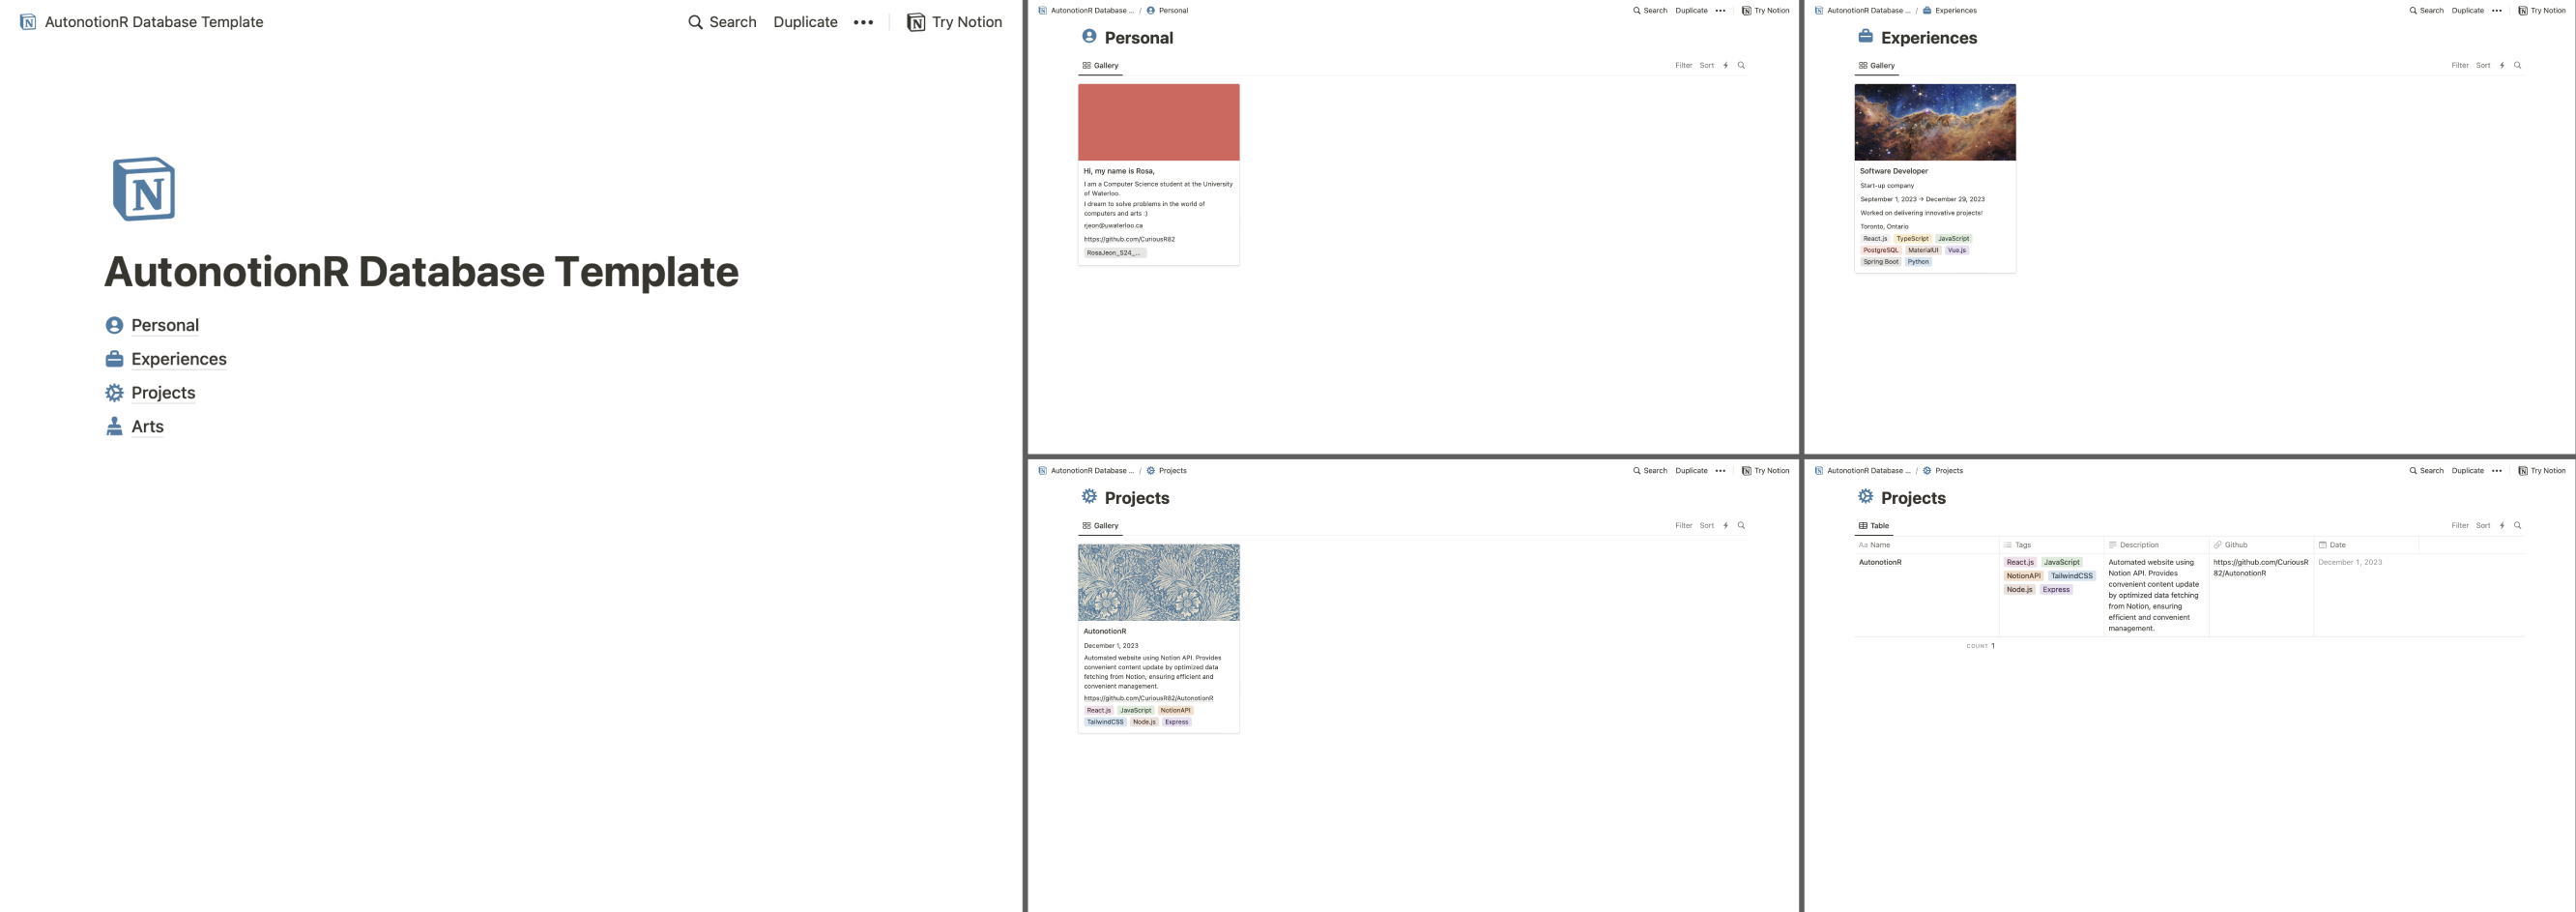 AutonotionR Database Template
Search Duplicate ••• Try Notion
N
AutonotionR Database Template
Personal
Experiences
Projects
Arts
AutonotionR Database ... / Personal
Search Duplicate ••• Try Notion
Personal
Gallery
Filter Sort
Hi, my name is Rosa,
I am a Computer Science student at the University
of Waterloo.
I dream to solve problems in the world of
computers and arts :)
rjeon@uwaterloo.ca
https://github.com/CuriousR82
RosaJeon_S24_...
AutonotionR Database ... / Experiences
Search Duplicate ••• Try Notion
Experiences
Gallery
Filter Sort
Software Developer
Start-up company
September 1, 2023 → December 29, 2023
Worked on delivering innovative projects!
Toronto, Ontario
React.js TypeScript JavaScript
PostgreSQL MaterialUI Vue.js
Spring Boot Python
AutonotionR Database ... / Projects
Search Duplicate ••• Try Notion
Projects
Gallery
Filter Sort
AutonotionR
December 1, 2023
Automated website using Notion API. Provides
convenient content update by optimized data
fetching from Notion, ensuring efficient and
convenient management.
https://github.com/CuriousR82/AutonotionR
React.js JavaScript NotionAPI
TailwindCSS Node.js Express
AutonotionR Database ... / Projects
Search Duplicate ••• Try Notion
Projects
Table
Filter Sort
Aa Name Tags Description Github Date
AutonotionR
React.js JavaScript
NotionAPI TailwindCSS
Node.js Express
Automated website using
Notion API. Provides
convenient content update
by optimized data fetching
from Notion, ensuring
efficient and convenient
management.
https://github.com/CuriousR
82/AutonotionR
December 1, 2023
COUNT 1